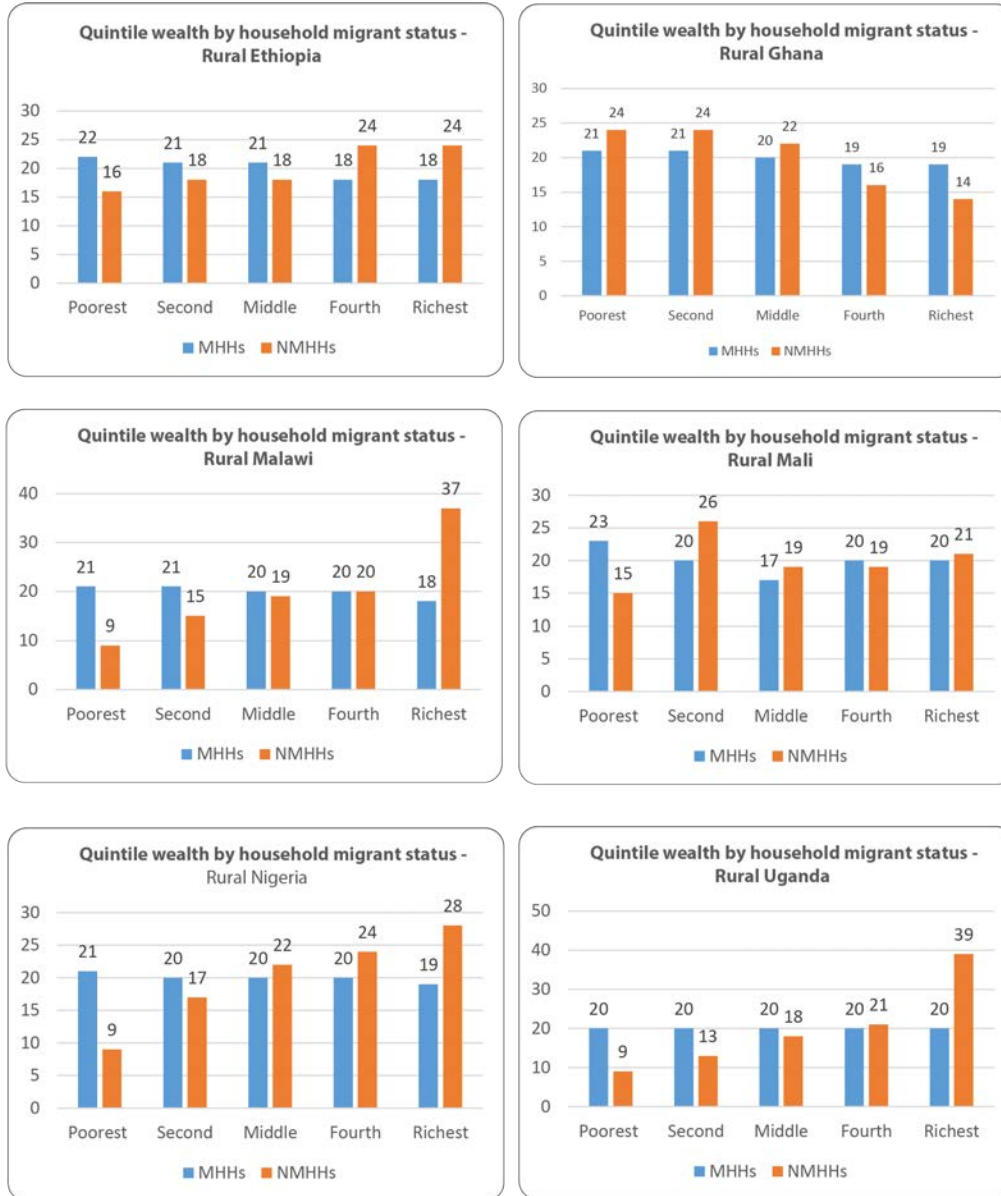 Quintile wealth by household migrant status -
Rural Ethiopia
30
25
20
15
10
5
0
22
16
21
18
21
18
18
24
18
24
Poorest
Second
Middle
Fourth
Richest
MHHs
NMHHs
Quintile wealth by household migrant status -
Rural Ghana
30
25
20
15
10
5
0
21
24
21
24
20
22
19
16
19
14
Poorest
Second
Middle
Fourth
Richest
MHHs
NMHHs
Quintile wealth by household migrant status -
Rural Malawi
40
30
20
10
0
21
9
21
15
20
19
20
20
18
37
Poorest
Second
Middle
Fourth
Richest
MHHs
NMHHs
Quintile wealth by household migrant status -
Rural Mali
30
25
20
15
10
5
0
23
15
20
26
17
19
20
19
20
21
Poorest
Second
Middle
Fourth
Richest
MHHs
NMHHs
Quintile wealth by household migrant status -
Rural Nigeria
30
25
20
15
10
5
0
21
9
20
17
20
22
20
24
19
28
Poorest
Second
Middle
Fourth
Richest
MHHs
NMHHs
Quintile wealth by household migrant status -
Rural Uganda
50
40
30
20
10
0
20
9
20
13
20
18
20
21
20
39
Poorest
Second
Middle
Fourth
Richest
MHHs
NMHHs